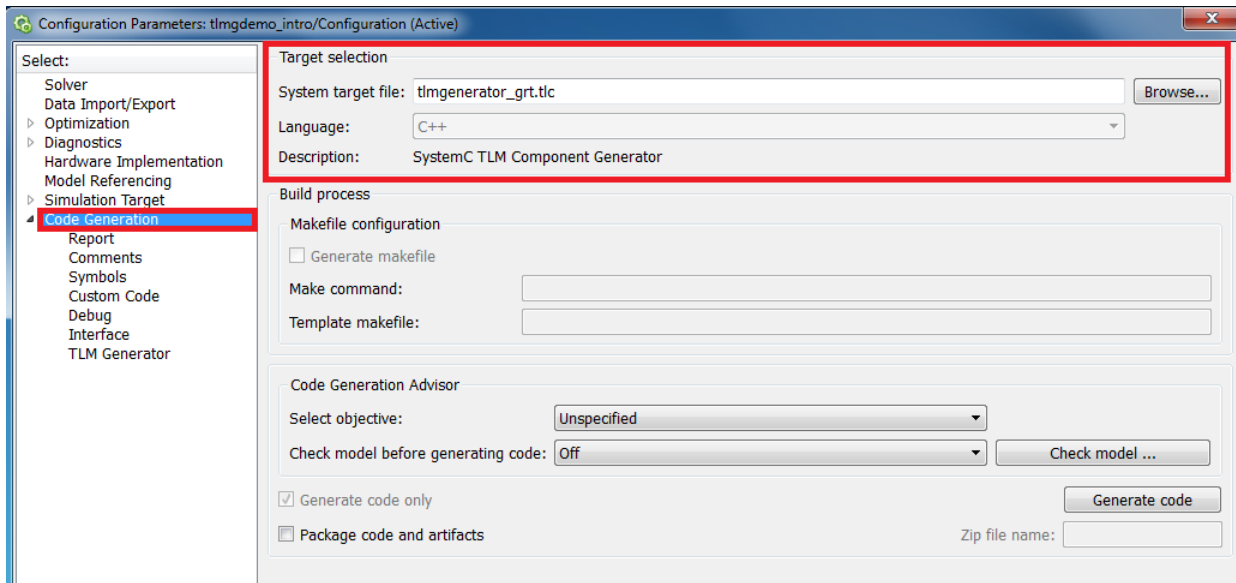 Configuration Parameters: tlmgdemo_intro/Configuration (Active)
Select:
Solver
Data Import/Export
Optimization
Diagnostics
Hardware Implementation
Model Referencing
Simulation Target
Code Generation
Report
Comments
Symbols
Custom Code
Debug
Interface
TLM Generator
Target selection
System target file: tlmgenerator_grt.tlc Browse...
Language: C++
Description: SystemC TLM Component Generator
Build process
Makefile configuration
Generate makefile
Make command:
Template makefile:
Code Generation Advisor
Select objective: Unspecified
Check model before generating code: Off Check model ...
Generate code only Generate code
Package code and artifacts Zip file name: